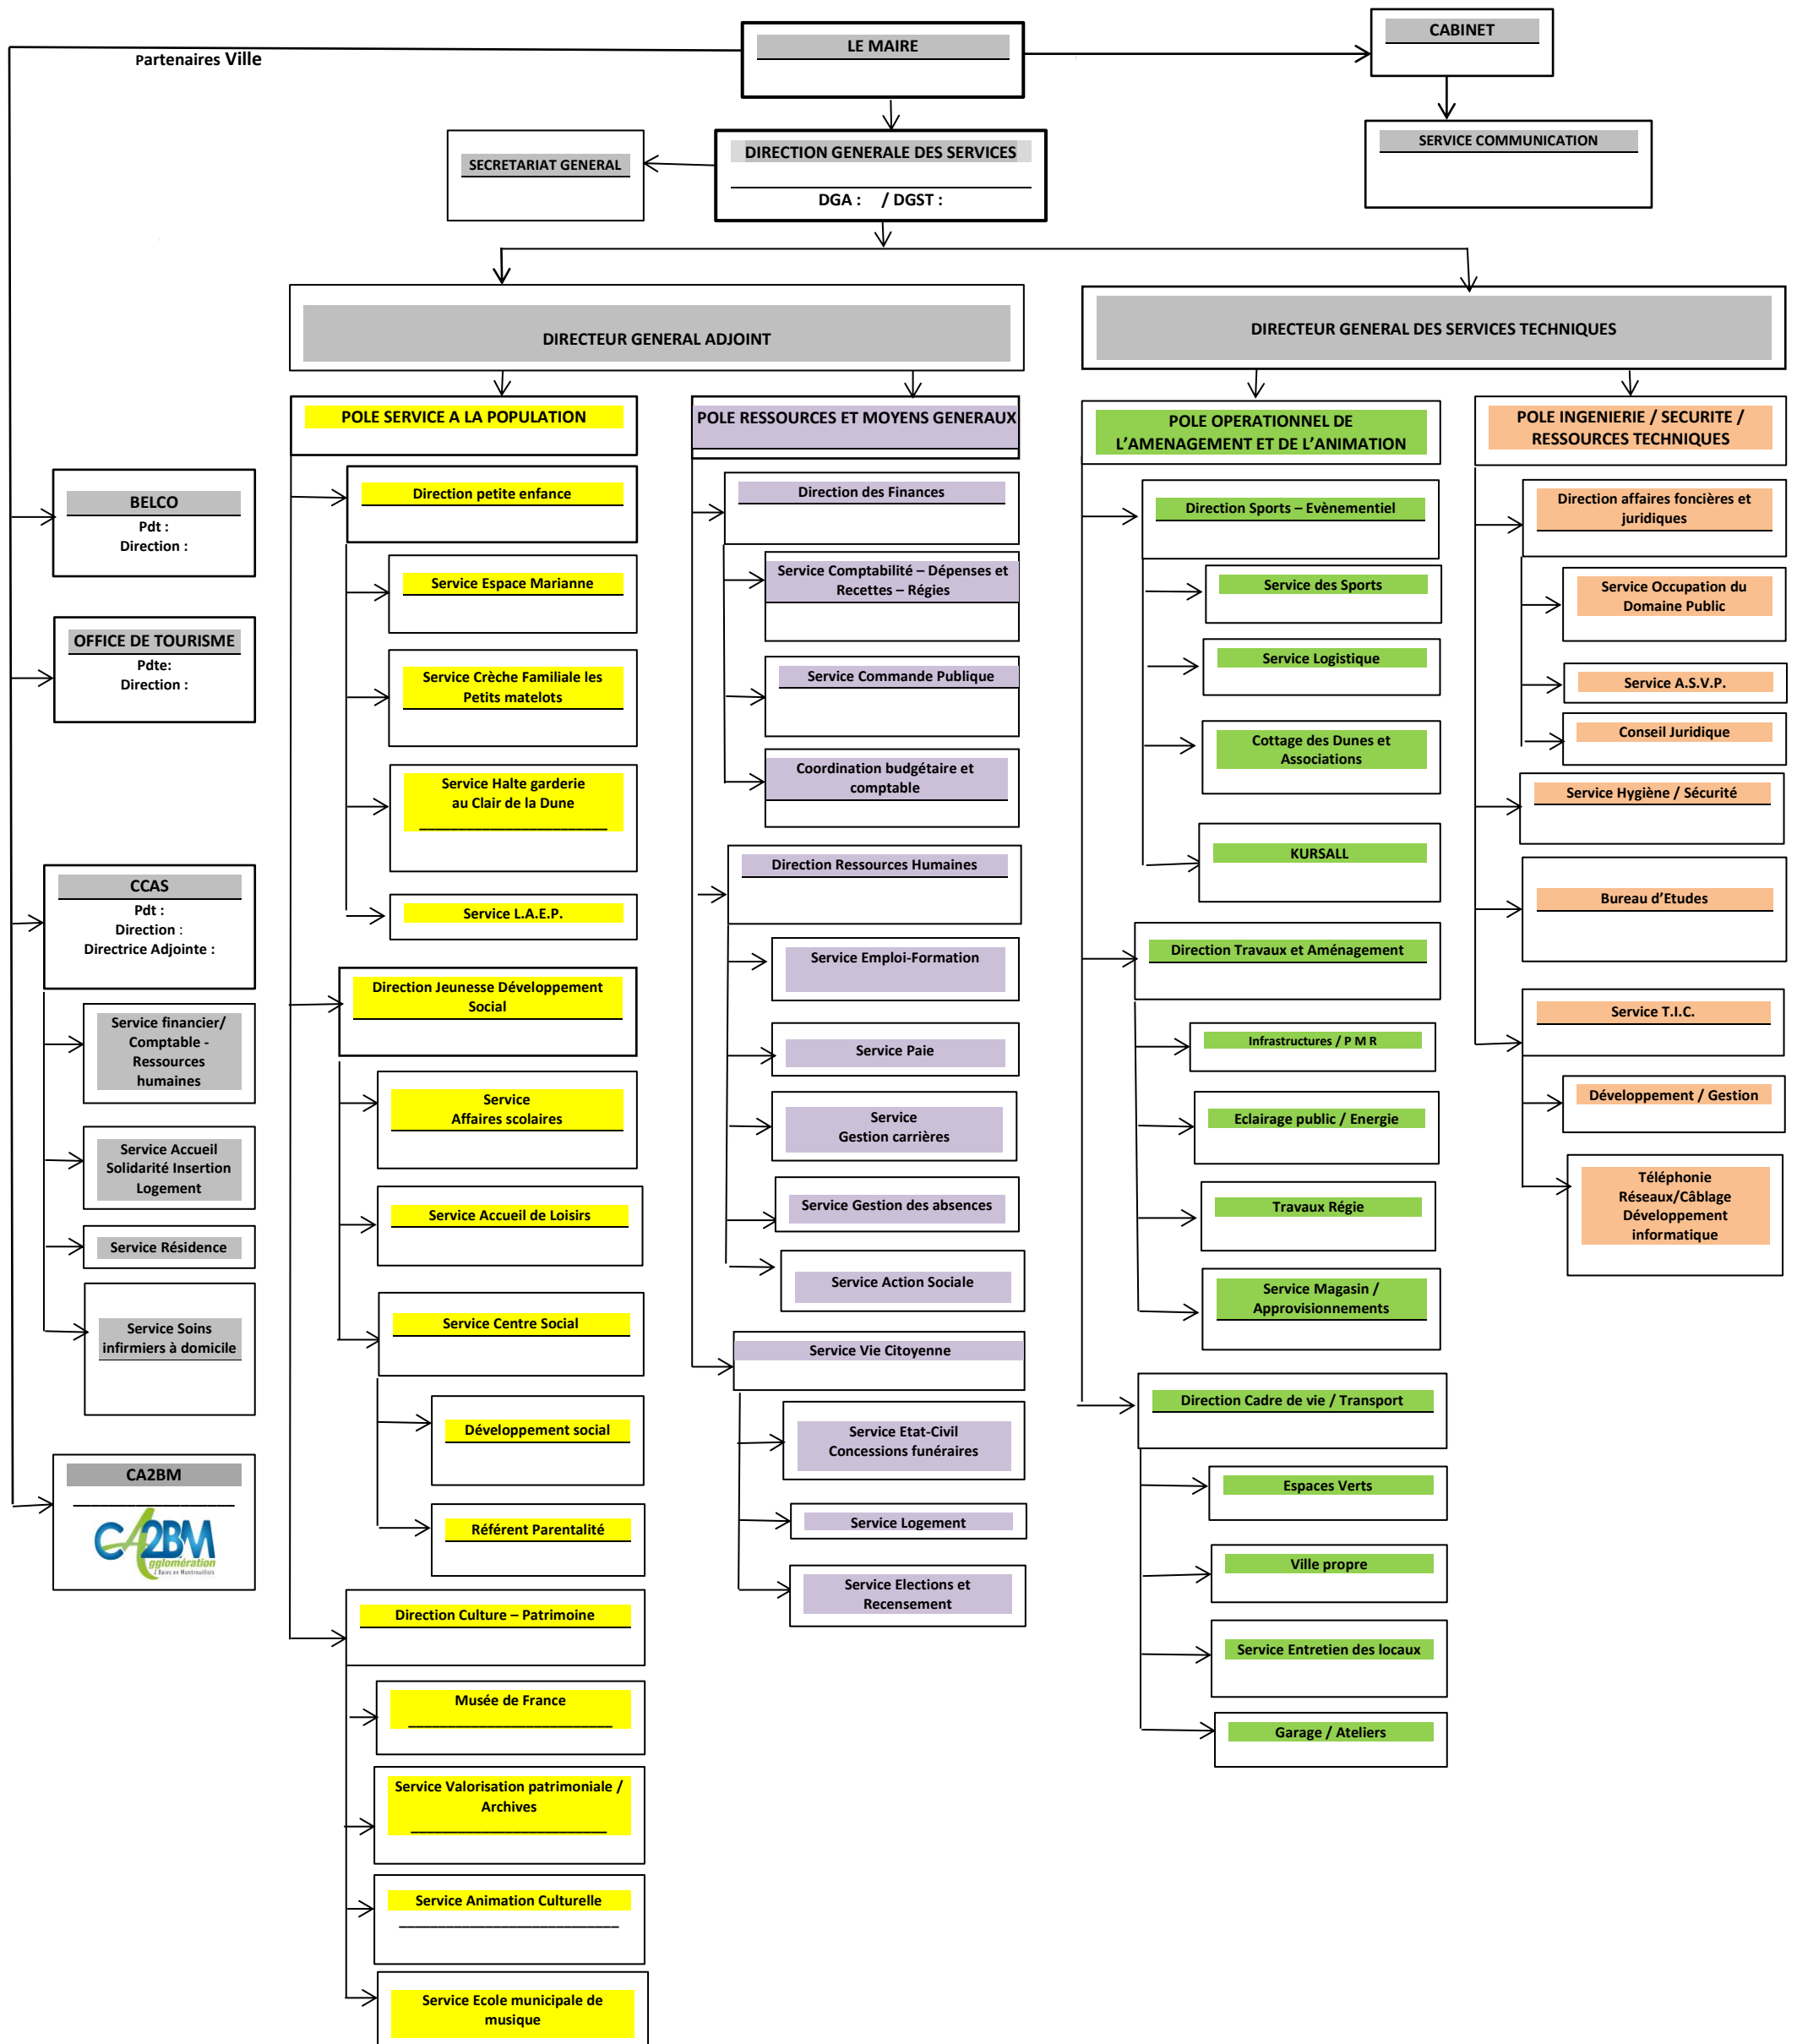 Partenaires Ville
LE MAIRE
CABINET
SERVICE COMMUNICATION
SECRETARIAT GENERAL
DIRECTION GENERALE DES SERVICES
DGA :    / DGST :
DIRECTEUR GENERAL ADJOINT
DIRECTEUR GENERAL DES SERVICES TECHNIQUES
BELCO
Pdt :
Direction :
OFFICE DE TOURISME
Pdte:
Direction :
CCAS
Pdt :
Direction :
Directrice Adjointe :
Service financier/
Comptable -
Ressources
humaines
Service Accueil
Solidarité Insertion
Logement
Service Résidence
Service Soins
infirmiers à domicile
CA2BM
CA2BM
gglomération
2 Baies en Montreuillois
POLE SERVICE A LA POPULATION
Direction petite enfance
Service Espace Marianne
Service Crèche Familiale les
Petits matelots
Service Halte garderie
au Clair de la Dune
Service L.A.E.P.
Direction Jeunesse Développement
Social
Service
Affaires scolaires
Service Accueil de Loisirs
Service Centre Social
Développement social
Référent Parentalité
Direction Culture – Patrimoine
Musée de France
Service Valorisation patrimoniale /
Archives
Service Animation Culturelle
Service Ecole municipale de
musique
POLE RESSOURCES ET MOYENS GENERAUX
Direction des Finances
Service Comptabilité – Dépenses et
Recettes – Régies
Service Commande Publique
Coordination budgétaire et
comptable
Direction Ressources Humaines
Service Emploi-Formation
Service Paie
Service
Gestion carrières
Service Gestion des absences
Service Action Sociale
Service Vie Citoyenne
Service Etat-Civil
Concessions funéraires
Service Logement
Service Elections et
Recensement
POLE OPERATIONNEL DE
L’AMENAGEMENT ET DE L’ANIMATION
Direction Sports – Evènementiel
Service des Sports
Service Logistique
Cottage des Dunes et
Associations
KURSALL
Direction Travaux et Aménagement
Infrastructures / P M R
Eclairage public / Energie
Travaux Régie
Service Magasin /
Approvisionnements
Direction Cadre de vie / Transport
Espaces Verts
Ville propre
Service Entretien des locaux
Garage / Ateliers
POLE INGENIERIE / SECURITE /
RESSOURCES TECHNIQUES
Direction affaires foncières et
juridiques
Service Occupation du
Domaine Public
Service A.S.V.P.
Conseil Juridique
Service Hygiène / Sécurité
Bureau d’Etudes
Service T.I.C.
Développement / Gestion
Téléphonie
Réseaux/Câblage
Développement
informatique